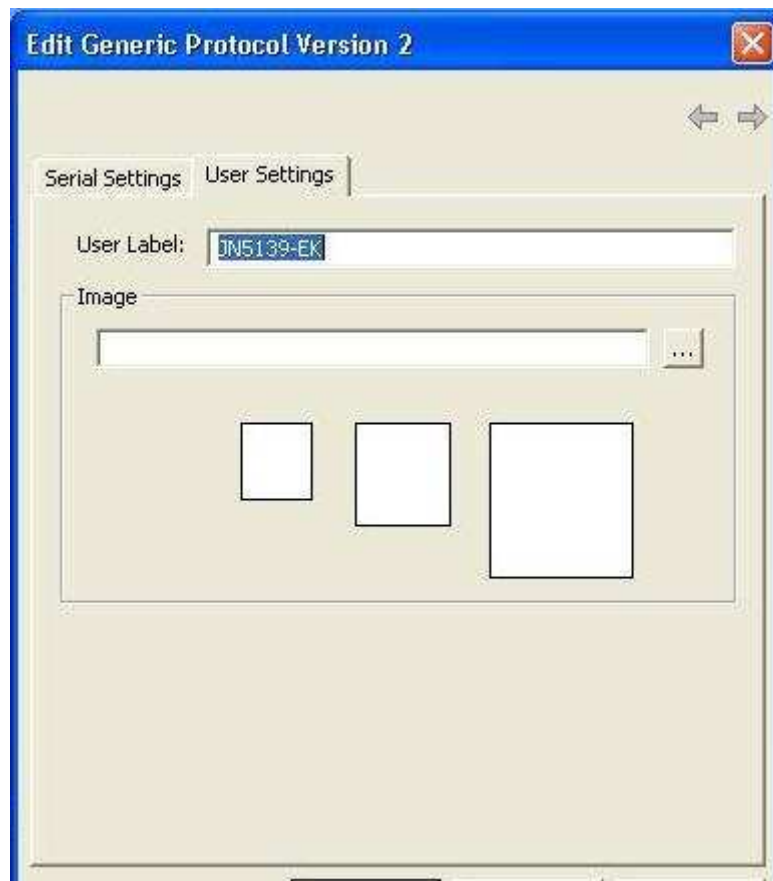 Edit Generic Protocol Version 2
Serial Settings
User Settings
User Label:
JN5139-EK
Image
...